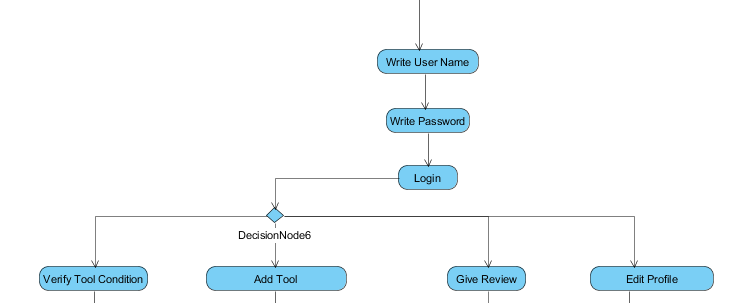 Write User Name
Write Password
Login
DecisionNode6
Verify Tool Condition
Add Tool
Give Review
Edit Profile